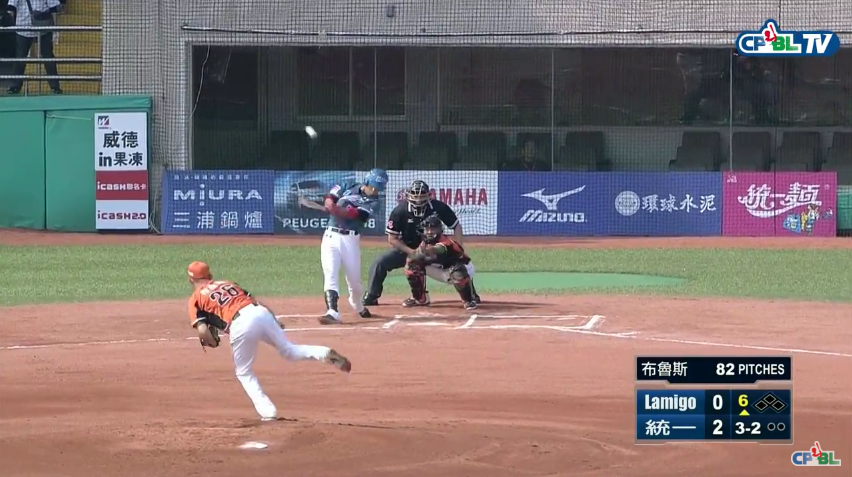 CPBL TV
威德
in果凍
icash聯名卡
icash2.0
MIURA
三浦鍋爐
PEUGE
YAMAHA
MIZUNO
環球水泥
統一麵
28
布魯斯 82 PITCHES
Lamigo 0 6
統一 2 3-2
CPBL